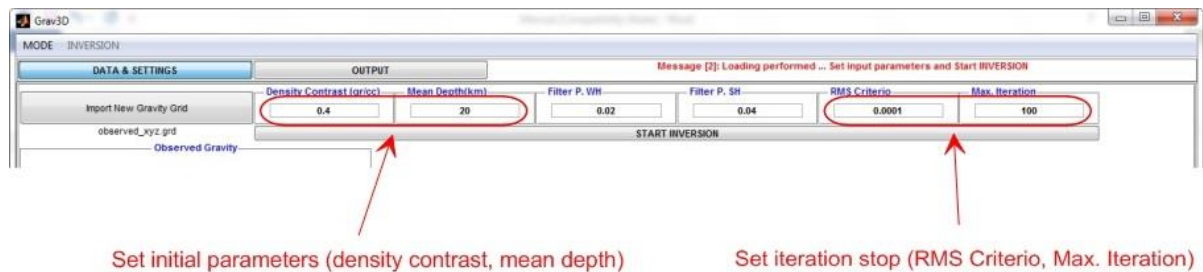 Grav3D
MODE INVERSION
DATA & SETTINGS OUTPUT Message [2]: Loading performed ... Set input parameters and Start INVERSION
Density Contrast (gr/cc) Mean Depth(km) Filter P. WH Filter P. SH RMS Criterio Max. Iteration
Import New Gravity Grid 0.4 20 0.02 0.04 0.0001 100
observed_xyz.grd START INVERSION
Observed Gravity
Set initial parameters (density contrast, mean depth) Set iteration stop (RMS Criterio, Max. Iteration)